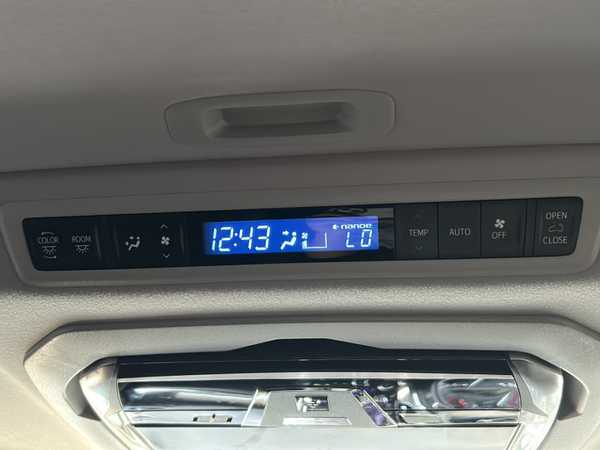 COLOR
ROOM
12:43
nanoe
LO
TEMP
AUTO
OFF
OPEN
CLOSE